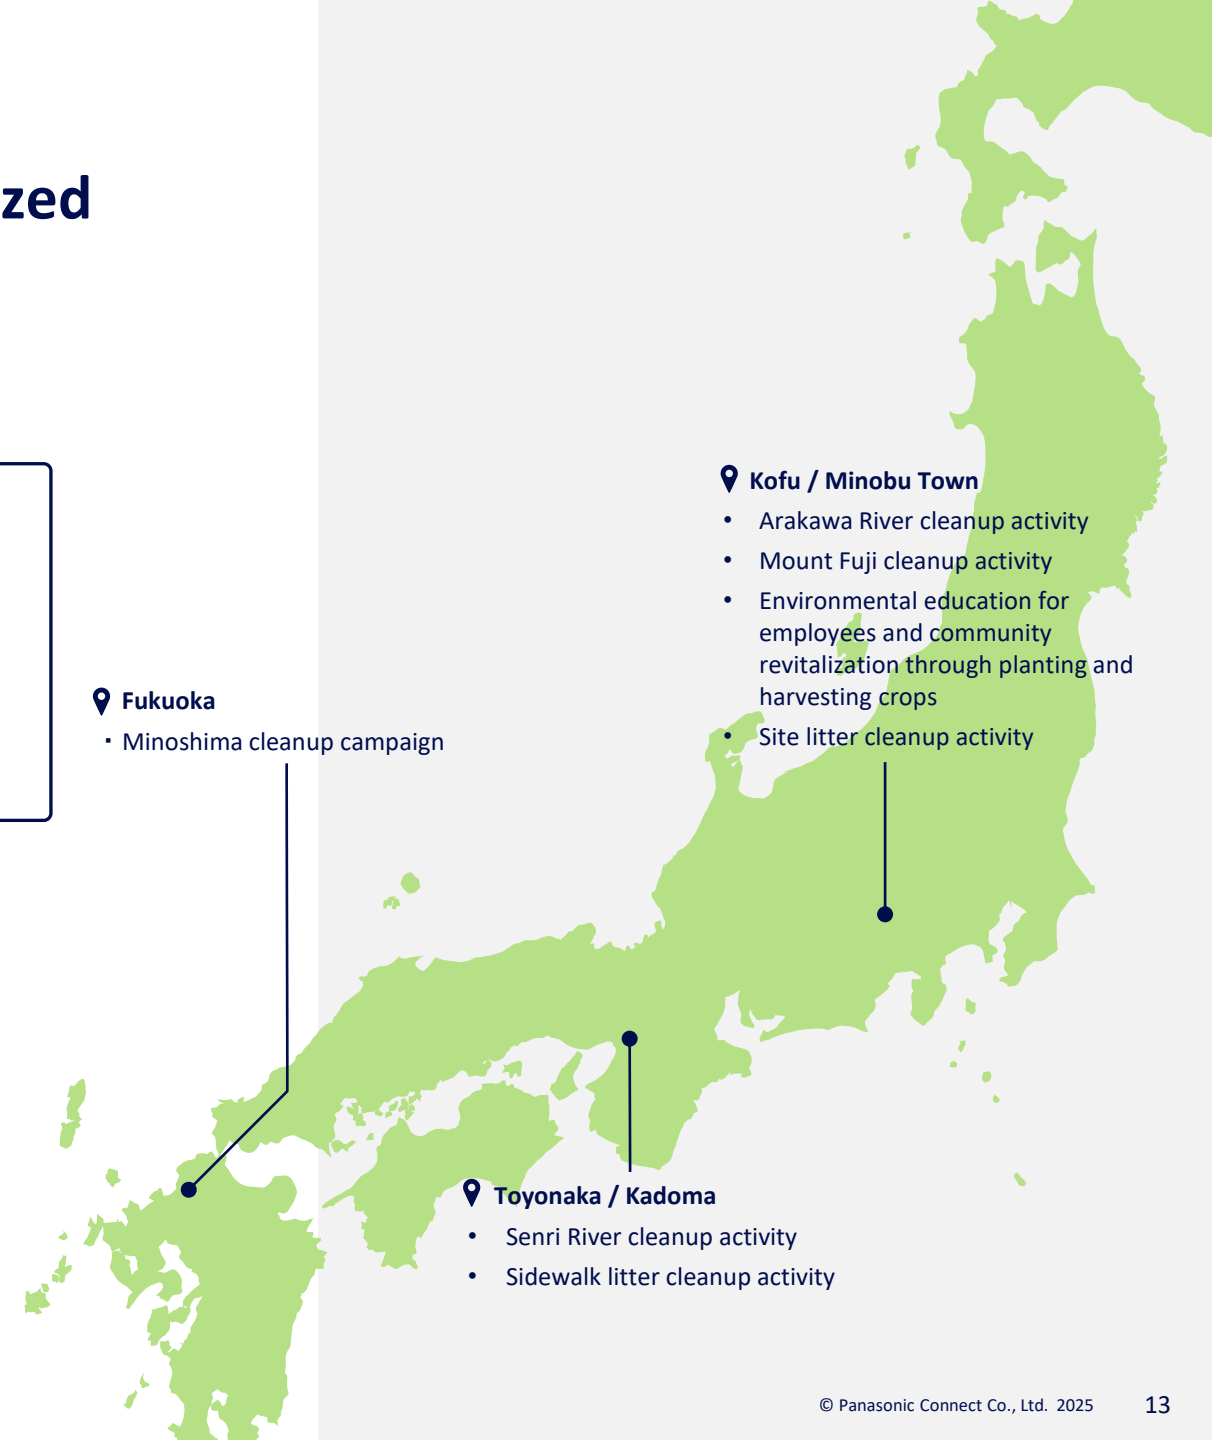 zed
Kofu / Minobu Town
• Arakawa River cleanup activity
• Mount Fuji cleanup activity
• Environmental education for
employees and community
revitalization through planting and
harvesting crops
• Site litter cleanup activity
Fukuoka
・Minoshima cleanup campaign
Toyonaka / Kadoma
• Senri River cleanup activity
• Sidewalk litter cleanup activity
© Panasonic Connect Co., Ltd. 2025 13